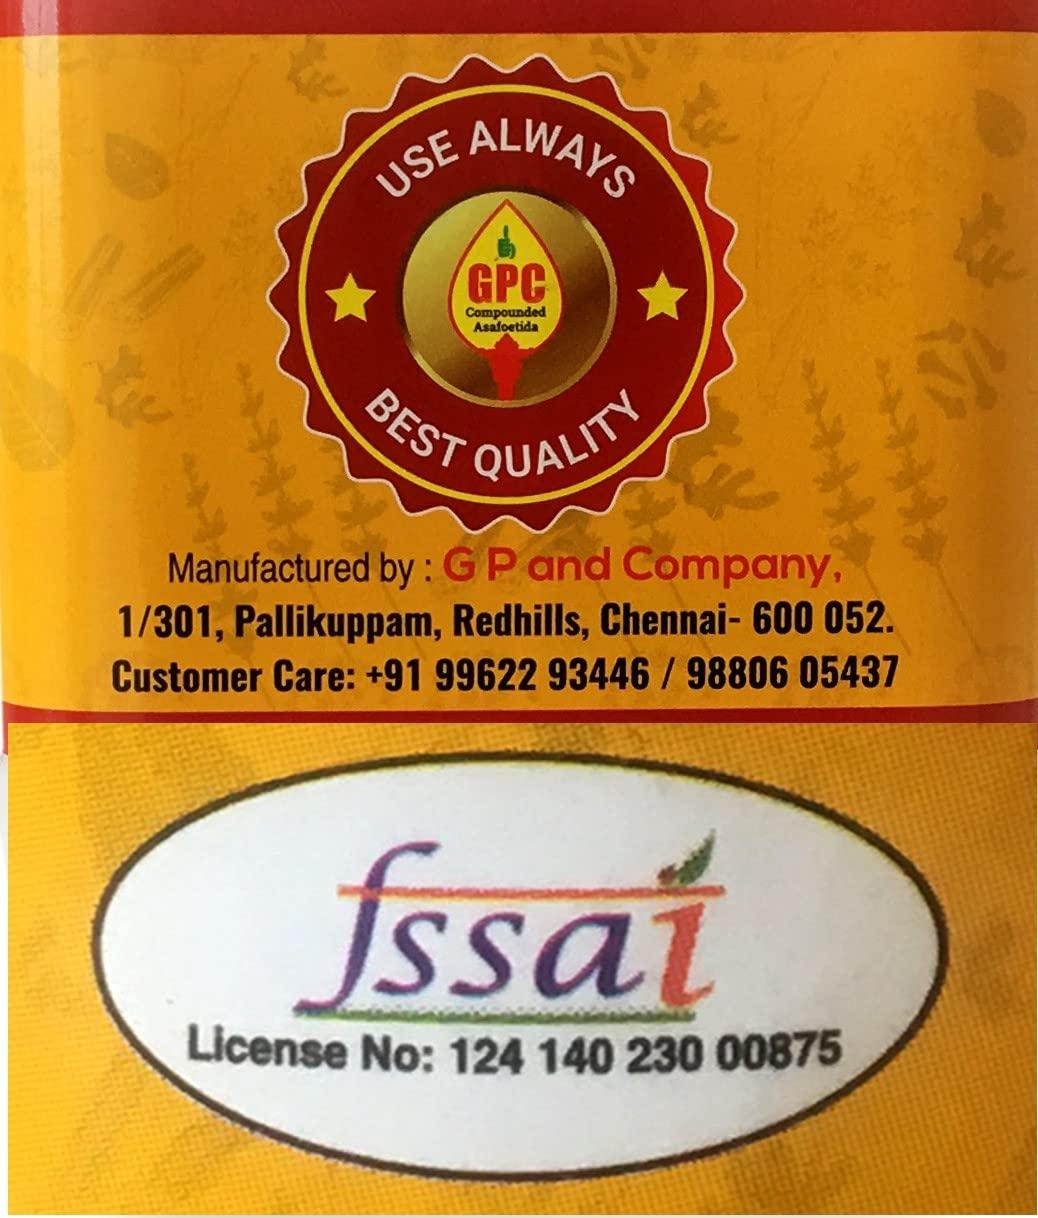 USE ALWAYS
GPC
Compounded
Asafoetida
BEST QUALITY
Manufactured by : G P and Company,
1/301, Pallikuppam, Redhills, Chennai- 600 052.
Customer Care: +91 99622 93446 / 98806 05437
fssai
License No: 124 140 230 00875